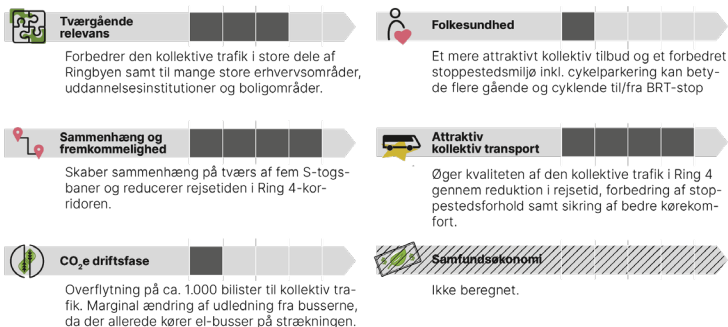 Tværgående
relevans
Forbedrer den kollektive trafik i store dele af
Ringbyen samt til mange store erhvervsområder,
uddannelsesinstitutioner og boligområder.
Folkesundhed
Et mere attraktivt kollektiv tilbud og et forbedret
stoppestedsmiljø inkl. cykelparkering kan bety-
de flere gående og cyklende til/fra BRT-stop
Sammenhæng og
fremkommelighed
Skaber sammenhæng på tværs af fem S-togs-
baner og reducerer rejsetiden i Ring 4-kor-
ridoren.
Attraktiv
kollektiv transport
Øger kvaliteten af den kollektive trafik i Ring 4
gennem reduktion i rejsetid, forbedring af stop-
pestedsforhold samt sikring af bedre kørekom-
fort.
CO₂e driftsfase
Overflytning på ca. 1.000 bilister til kollektiv tra-
fik. Marginal ændring af udledning fra busserne,
da der allerede kører el-busser på strækningen.
Samfundsøkonomi
Ikke beregnet.